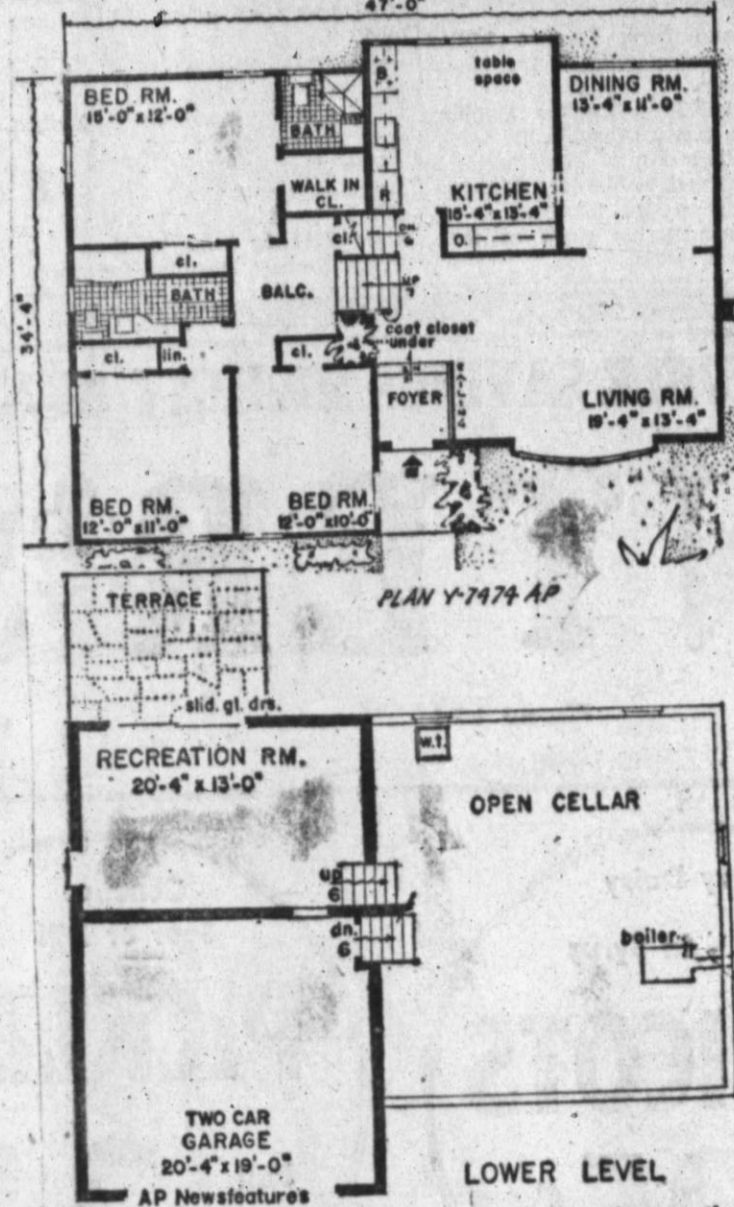 47'-0"
BED RM.
15'-0" x 12'-0"
BATH
WALK IN
CL.
B
table
space
DINING RM.
13'-4" x 11'-0"
KITCHEN
15'-4" x 13'-4"
R
O.
cl.
DN.
6
UP
7
cl.
BATH
BALC.
34'-4"
coat closet
under
cl.
lin.
cl.
FOYER
RAILING
LIVING RM.
19'-4" x 13'-4"
BED RM.
12'-0" x 11'-0"
BED RM
12'-0" x 10'-0"
PLAN Y-7474 AP
TERRACE
slid. gl. drs.
RECREATION RM.
20'-4" x 13'-0"
w.t.
OPEN CELLAR
up
6
dn.
6
boiler
TWO CAR
GARAGE
20'-4" x 19'-0"
AP Newsfeatures
LOWER LEVEL